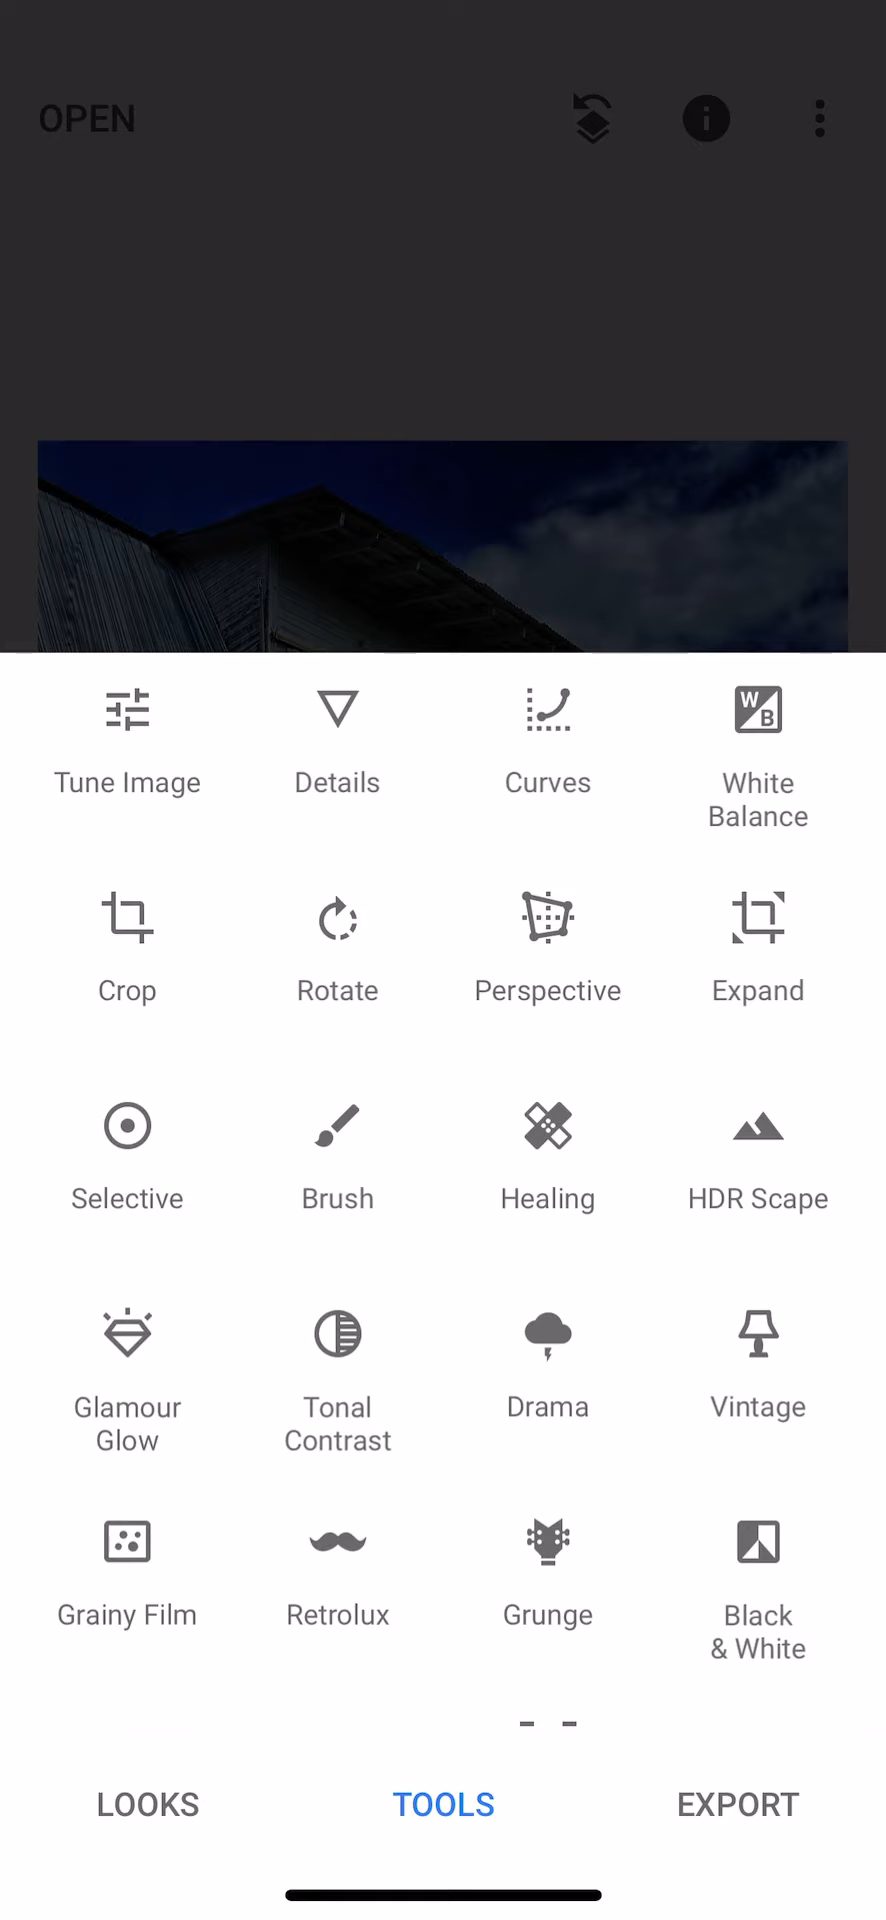 OPEN
Tune Image
Details
Curves
W
B
White
Balance
Crop
Rotate
Perspective
Expand
Selective
Brush
Healing
HDR Scape
Glamour
Glow
Tonal
Contrast
Drama
Vintage
Grainy Film
Retrolux
Grunge
Black
& White
LOOKS
TOOLS
EXPORT